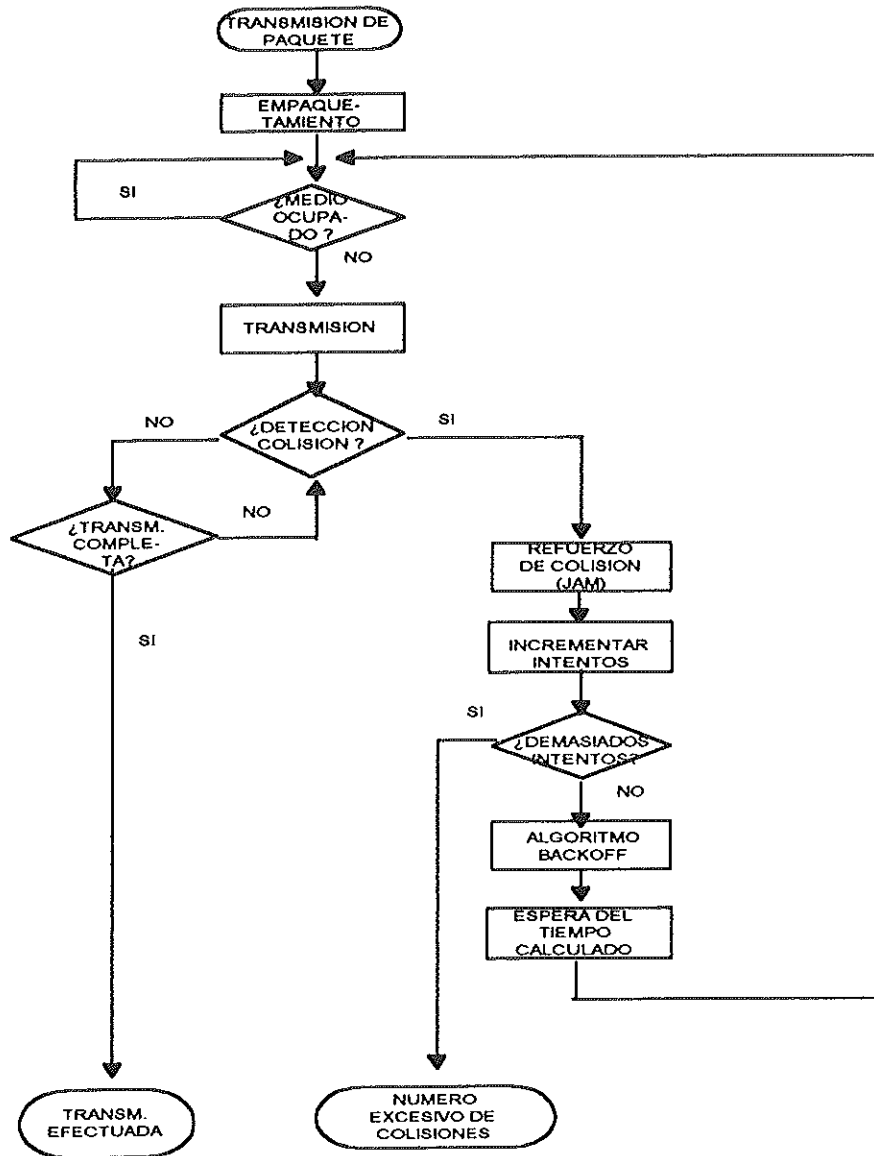 TRANSMISION DE
PAQUETE
EMPAQUE-
TAMIENTO
SI
¿MEDIO
OCUPA-
DO ?
NO
TRANSMISION
NO
¿DETECCION
COLISION ?
SI
¿TRANSM.
COMPLE-
TA?
NO
SI
REFUERZO
DE COLISION
(JAM)
INCREMENTAR
INTENTOS
SI
¿DEMASIADOS
INTENTOS?
NO
ALGORITMO
BACKOFF
ESPERA DEL
TIEMPO
CALCULADO
TRANSM.
EFECTUADA
NUMERO
EXCESIVO DE
COLISIONES